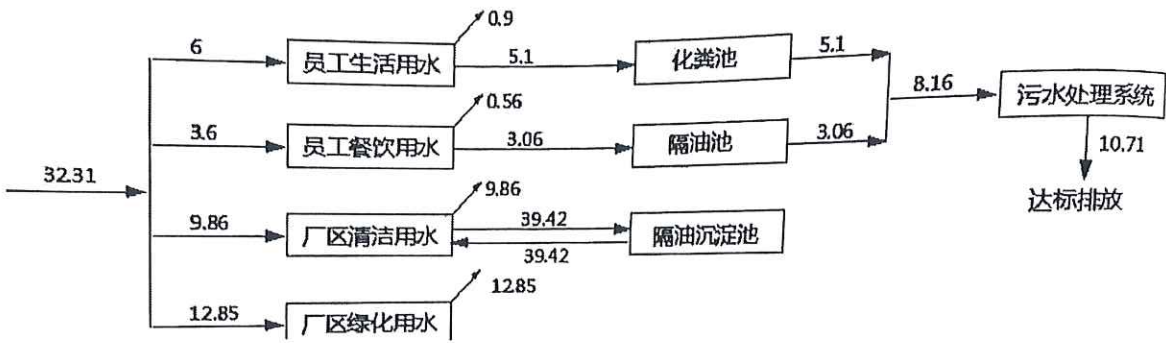 0.9
6
员工生活用水
5.1
化粪池
5.1
8.16
污水处理系统
0.56
3.6
员工餐饮用水
3.06
隔油池
3.06
10.71
达标排放
32.31
9.86
9.86
厂区清洁用水
39.42
39.42
隔油沉淀池
12.85
12.85
厂区绿化用水